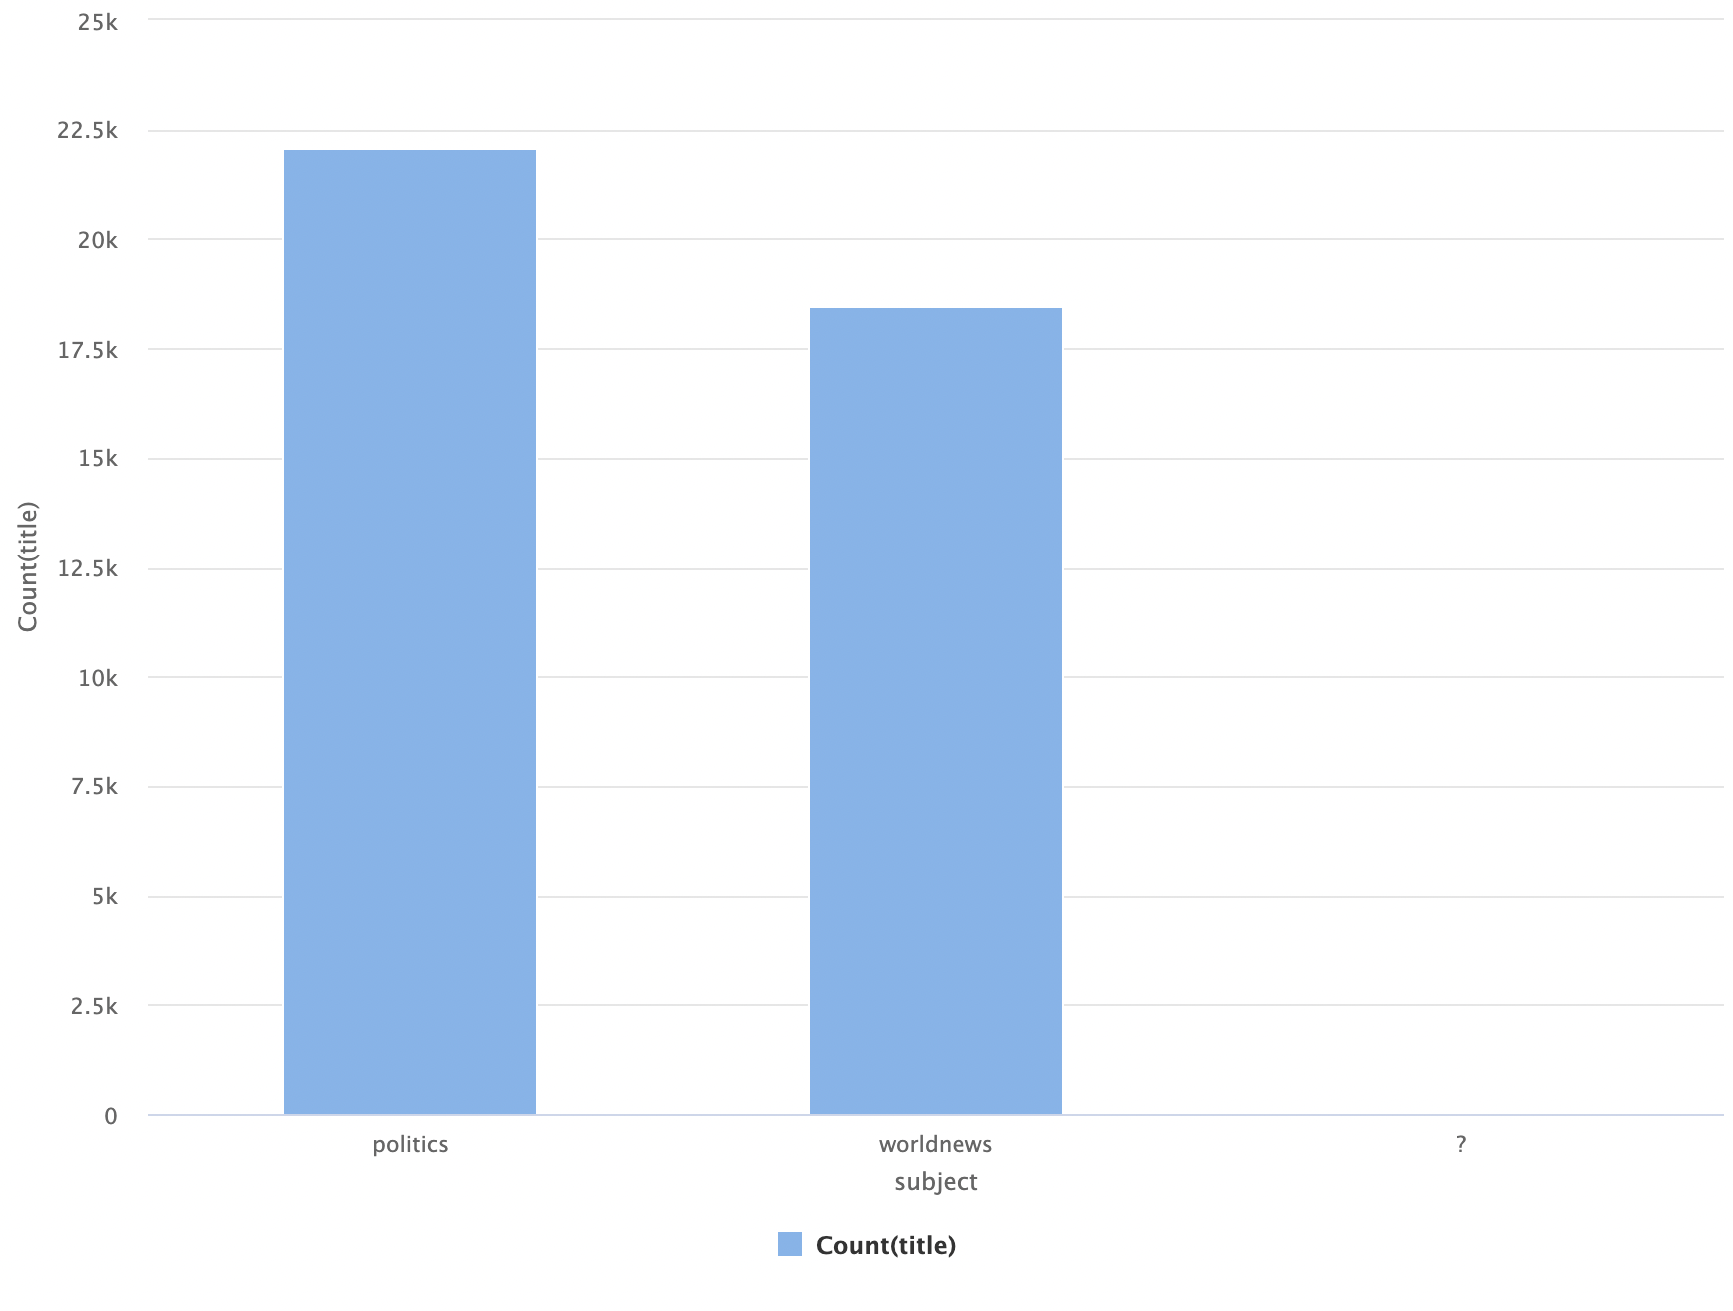 25k
22.5k
20k
17.5k
15k
12.5k
10k
7.5k
5k
2.5k
0
Count(title)
politics worldnews ?
subject
Count(title)